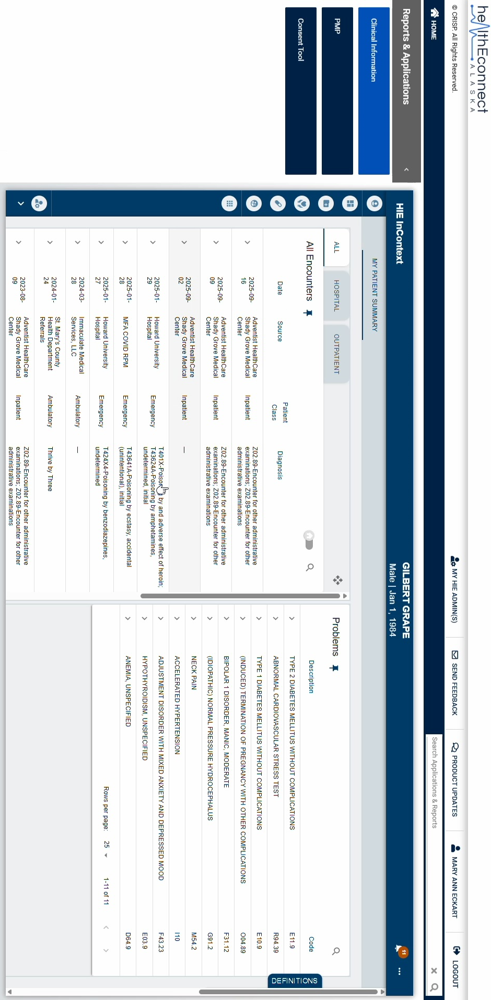 heAlthEconnect
ALASKA
© CRISP. All Rights Reserved.
MY HIE ADMIN(S)
SEND FEEDBACK
PRODUCT UPDATES
MARY ANN ECKART
LOGOUT
HOME
Search Applications & Reports
Reports & Applications
Clinical Information
PMP
Consent Tool
HIE InContext
GILBERT GRAPE
Male | Jan 1, 1984
11
MY PATIENT SUMMARY
ALL
HOSPITAL
OUTPATIENT
All Encounters
Date
Source
Patient
Class
Diagnosis
2025-09-
16
Adventist HealthCare
Shady Grove Medical
Center
Inpatient
Z02.89-Encounter for other administrative
examinations; Z02.89-Encounter for other
administrative examinations
2025-09-
09
Adventist HealthCare
Shady Grove Medical
Center
Inpatient
Z02.89-Encounter for other administrative
examinations; Z02.89-Encounter for other
administrative examinations
2025-09-
02
Adventist HealthCare
Shady Grove Medical
Center
Inpatient
—
2025-01-
29
Howard University
Hospital
Emergency
T401X-Poisoning by and adverse effect of heroin;
T43624A-Poisoning by amphetamines,
undetermined, initial
2025-01-
28
MFA COVID RPM
Emergency
T43641A-Poisoning by ecstasy, accidental
(unintentional), initial
2025-01-
27
Howard University
Hospital
Emergency
T424X4-Poisoning by benzodiazepines,
undetermined
2024-03-
28
Immaculate Medical
Services, LLC
Ambulatory
—
2024-01-
24
St. Mary's County
Health Department
Referrals
Ambulatory
Thrive by Three
2023-08-
09
Adventist HealthCare
Shady Grove Medical
Center
Inpatient
Z02.89-Encounter for other administrative
examinations; Z02.89-Encounter for other
administrative examinations
Problems
Description
Code
TYPE 2 DIABETES MELLITUS WITHOUT COMPLICATIONS
E11.9
ABNORMAL CARDIOVASCULAR STRESS TEST
R94.39
TYPE 1 DIABETES MELLITUS WITHOUT COMPLICATIONS
E10.9
(INDUCED) TERMINATION OF PREGNANCY WITH OTHER COMPLICATIONS
O04.89
BIPOLAR 1 DISORDER, MANIC, MODERATE
F31.12
(IDIOPATHIC) NORMAL PRESSURE HYDROCEPHALUS
G91.2
NECK PAIN
M54.2
ACCELERATED HYPERTENSION
I10
ADJUSTMENT DISORDER WITH MIXED ANXIETY AND DEPRESSED MOOD
F43.23
HYPOTHYROIDISM, UNSPECIFIED
E03.9
ANEMIA, UNSPECIFIED
D64.9
Rows per page:
25
1-11 of 11
DEFINITIONS